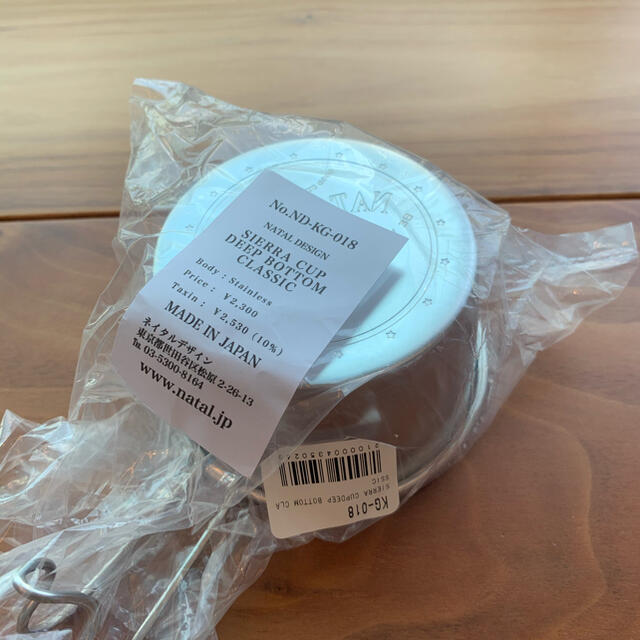 No.ND-KG-018
NATAL DESIGN
SIERRA CUP
DEEP BOTTOM
CLASSIC
Body : Stainless
Price : ¥2,300
Taxin : ¥2,530 (10%)
MADE IN JAPAN
ネイタルデザイン
東京都世田谷区松原 2-26-13
℡ 03-5300-8164
www.natal.jp
NAT
SIERRA CUPDEEP BOTTOM CLA
SSIC
KG-018